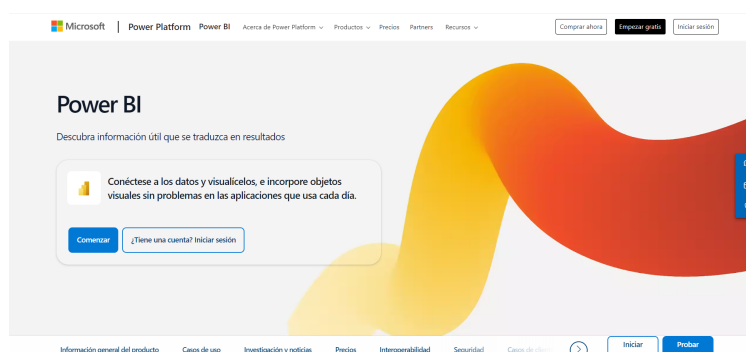 Microsoft Power Platform Power BI Acerca de Power Platform Productos Precios Partners Recursos Comprar ahora Empezar gratis Iniciar sesión
Power BI
Descubra información útil que se traduzca en resultados
Conéctese a los datos y visualícelos, e incorpore objetos
visuales sin problemas en las aplicaciones que usa cada día.
Comenzar ¿Tiene una cuenta? Iniciar sesión
Información general del producto Casos de uso Investigación y noticias Precios Interoperabilidad Seguridad Casos de Iniciar Probar